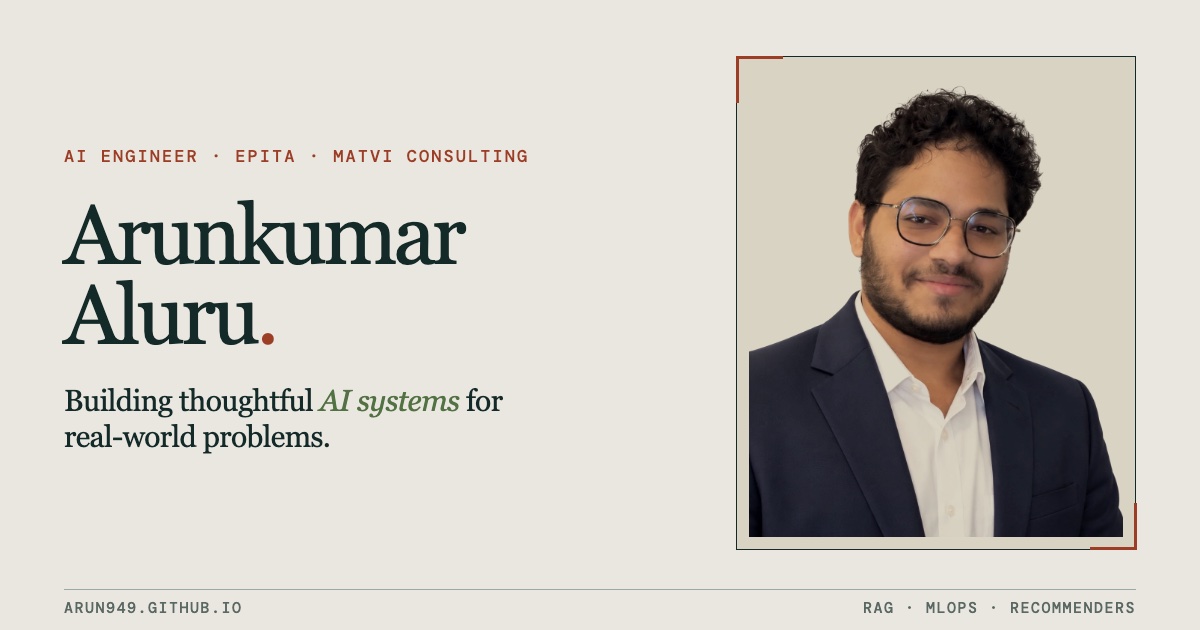 AI ENGINEER · EPITA · MATVI CONSULTING
Arunkumar
Aluru.
Building thoughtful AI systems for
real-world problems.
ARUN949.GITHUB.IO
RAG · MLOPS · RECOMMENDERS